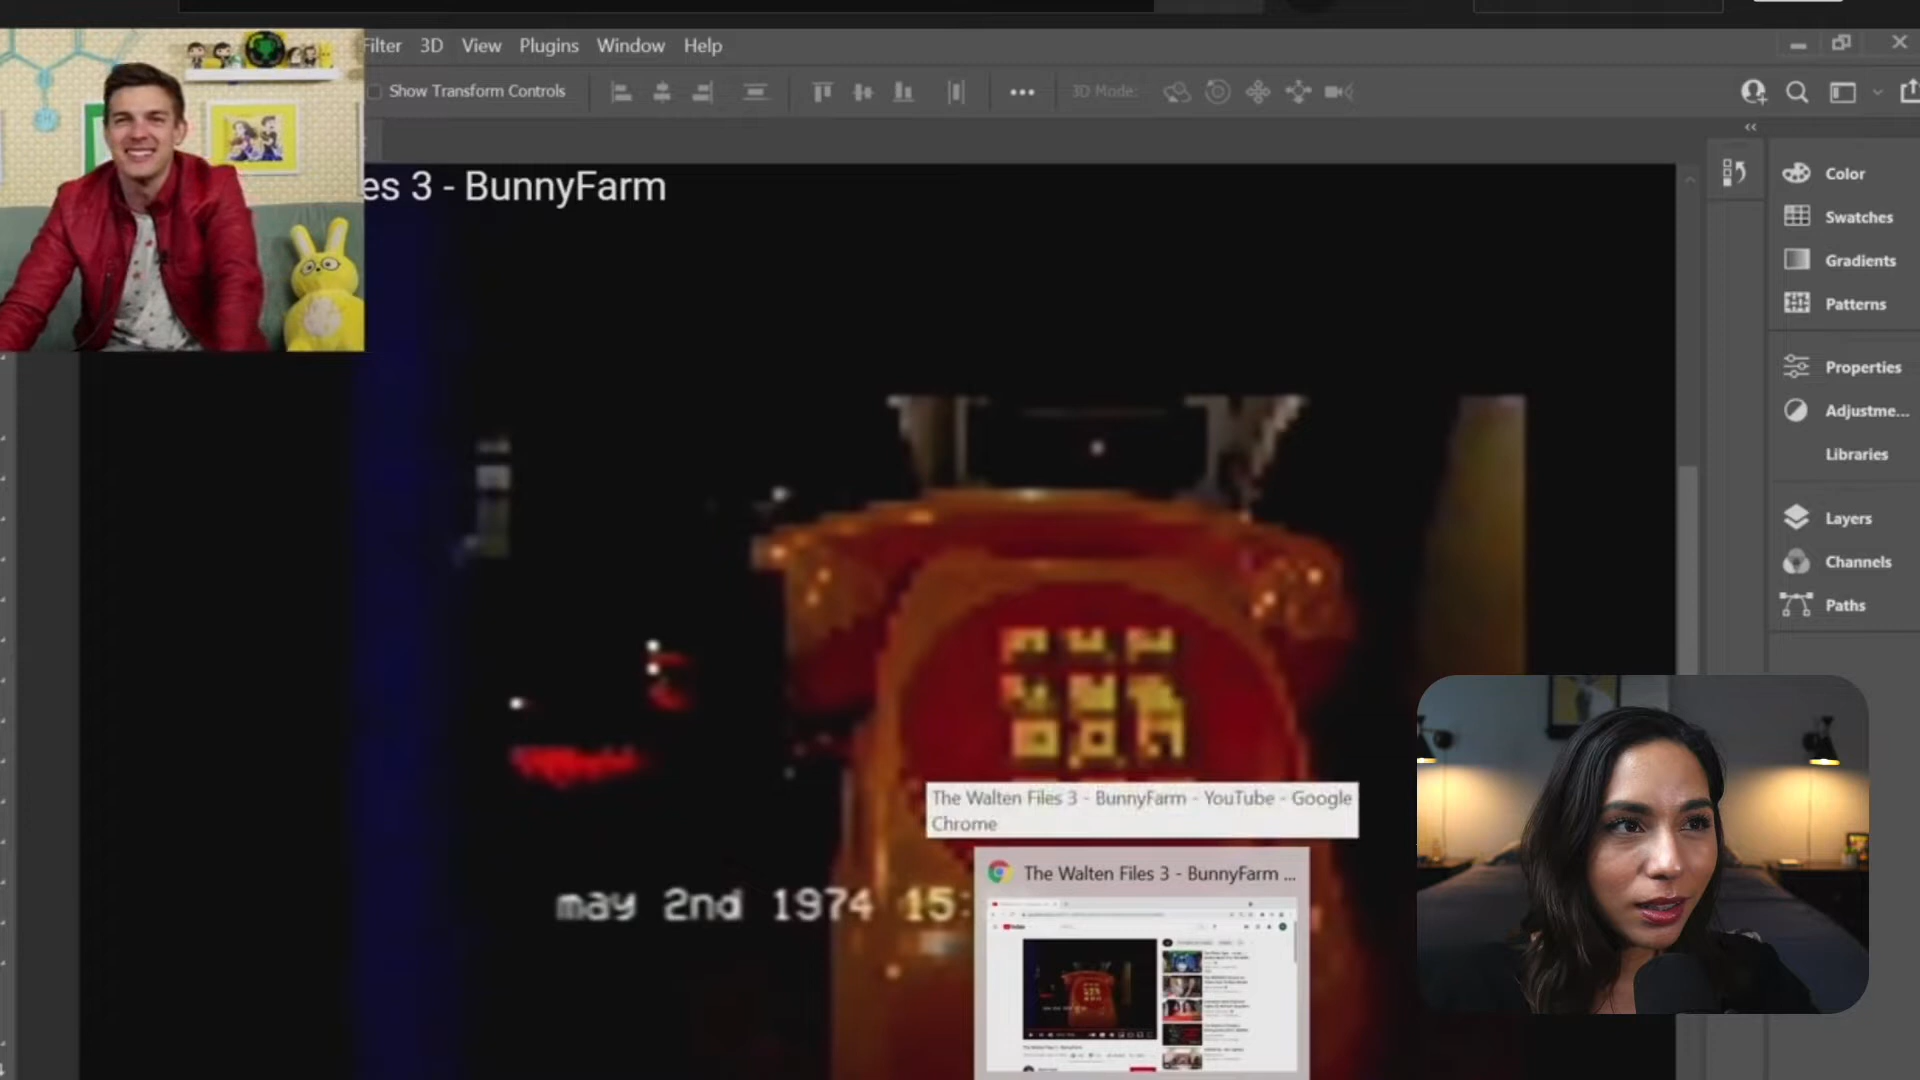 Filter 3D View Plugins Window Help
Show Transform Controls
3D Mode:
es 3 - BunnyFarm
Color
Swatches
Gradients
Patterns
Properties
Adjustme...
Libraries
Layers
Channels
Paths
The Walten Files 3 - BunnyFarm - YouTube - Google
Chrome
The Walten Files 3 - BunnyFarm ...
may 2nd 1974 15: